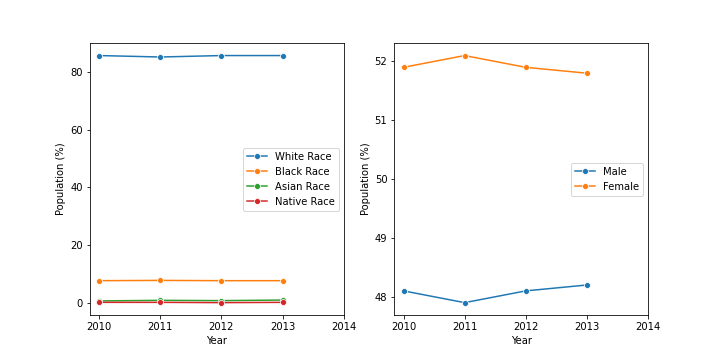 80
60
40
20
0
Population (%)
2010 2011 2012 2013 2014
Year
White Race
Black Race
Asian Race
Native Race
52
51
50
49
48
Population (%)
2010 2011 2012 2013 2014
Year
Male
Female